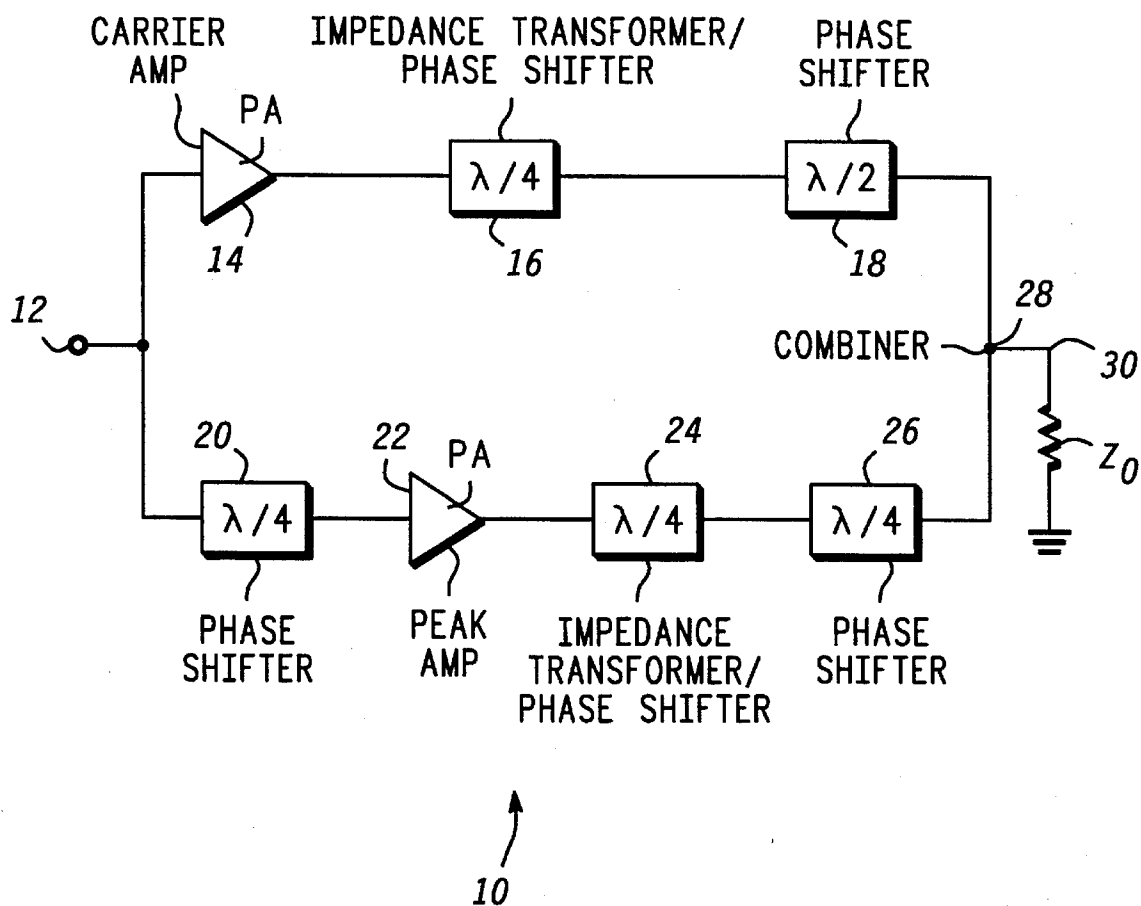 CARRIER
AMP
IMPEDANCE TRANSFORMER/
PHASE SHIFTER
PHASE
SHIFTER
PA
λ/4
λ/2
14
16
18
12
28
COMBINER
30
20
22
PA
24
26
Z0
λ/4
λ/4
λ/4
PHASE
SHIFTER
PEAK
AMP
IMPEDANCE
TRANSFORMER/
PHASE SHIFTER
PHASE
SHIFTER
10